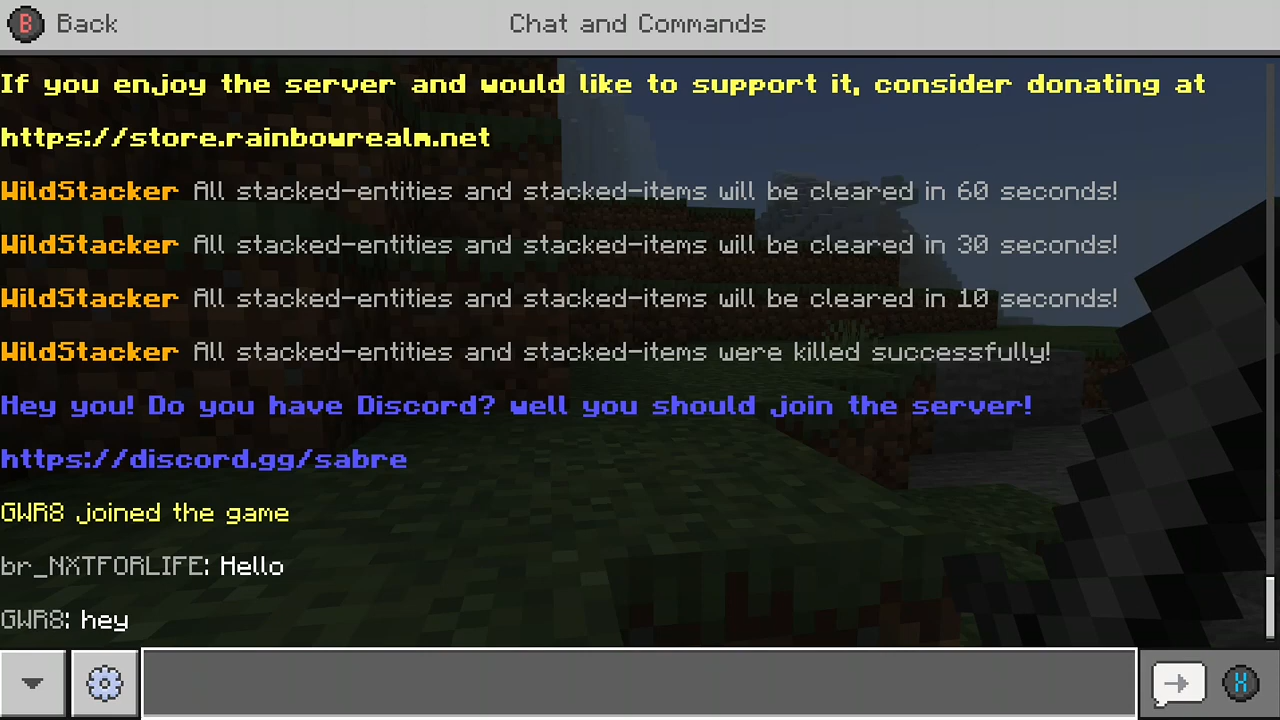 B Back
Chat and Commands
If you enjoy the server and would like to support it, consider donating at
https://store.rainbowrealm.net
WildStacker All stacked-entities and stacked-items will be cleared in 60 seconds!
WildStacker All stacked-entities and stacked-items will be cleared in 30 seconds!
WildStacker All stacked-entities and stacked-items will be cleared in 10 seconds!
WildStacker All stacked-entities and stacked-items were killed successfully!
Hey you! Do you have Discord? well you should join the server!
https://discord.gg/sabre
GWR8 joined the game
br_NXTFORLIFE: Hello
GWR8: hey
X